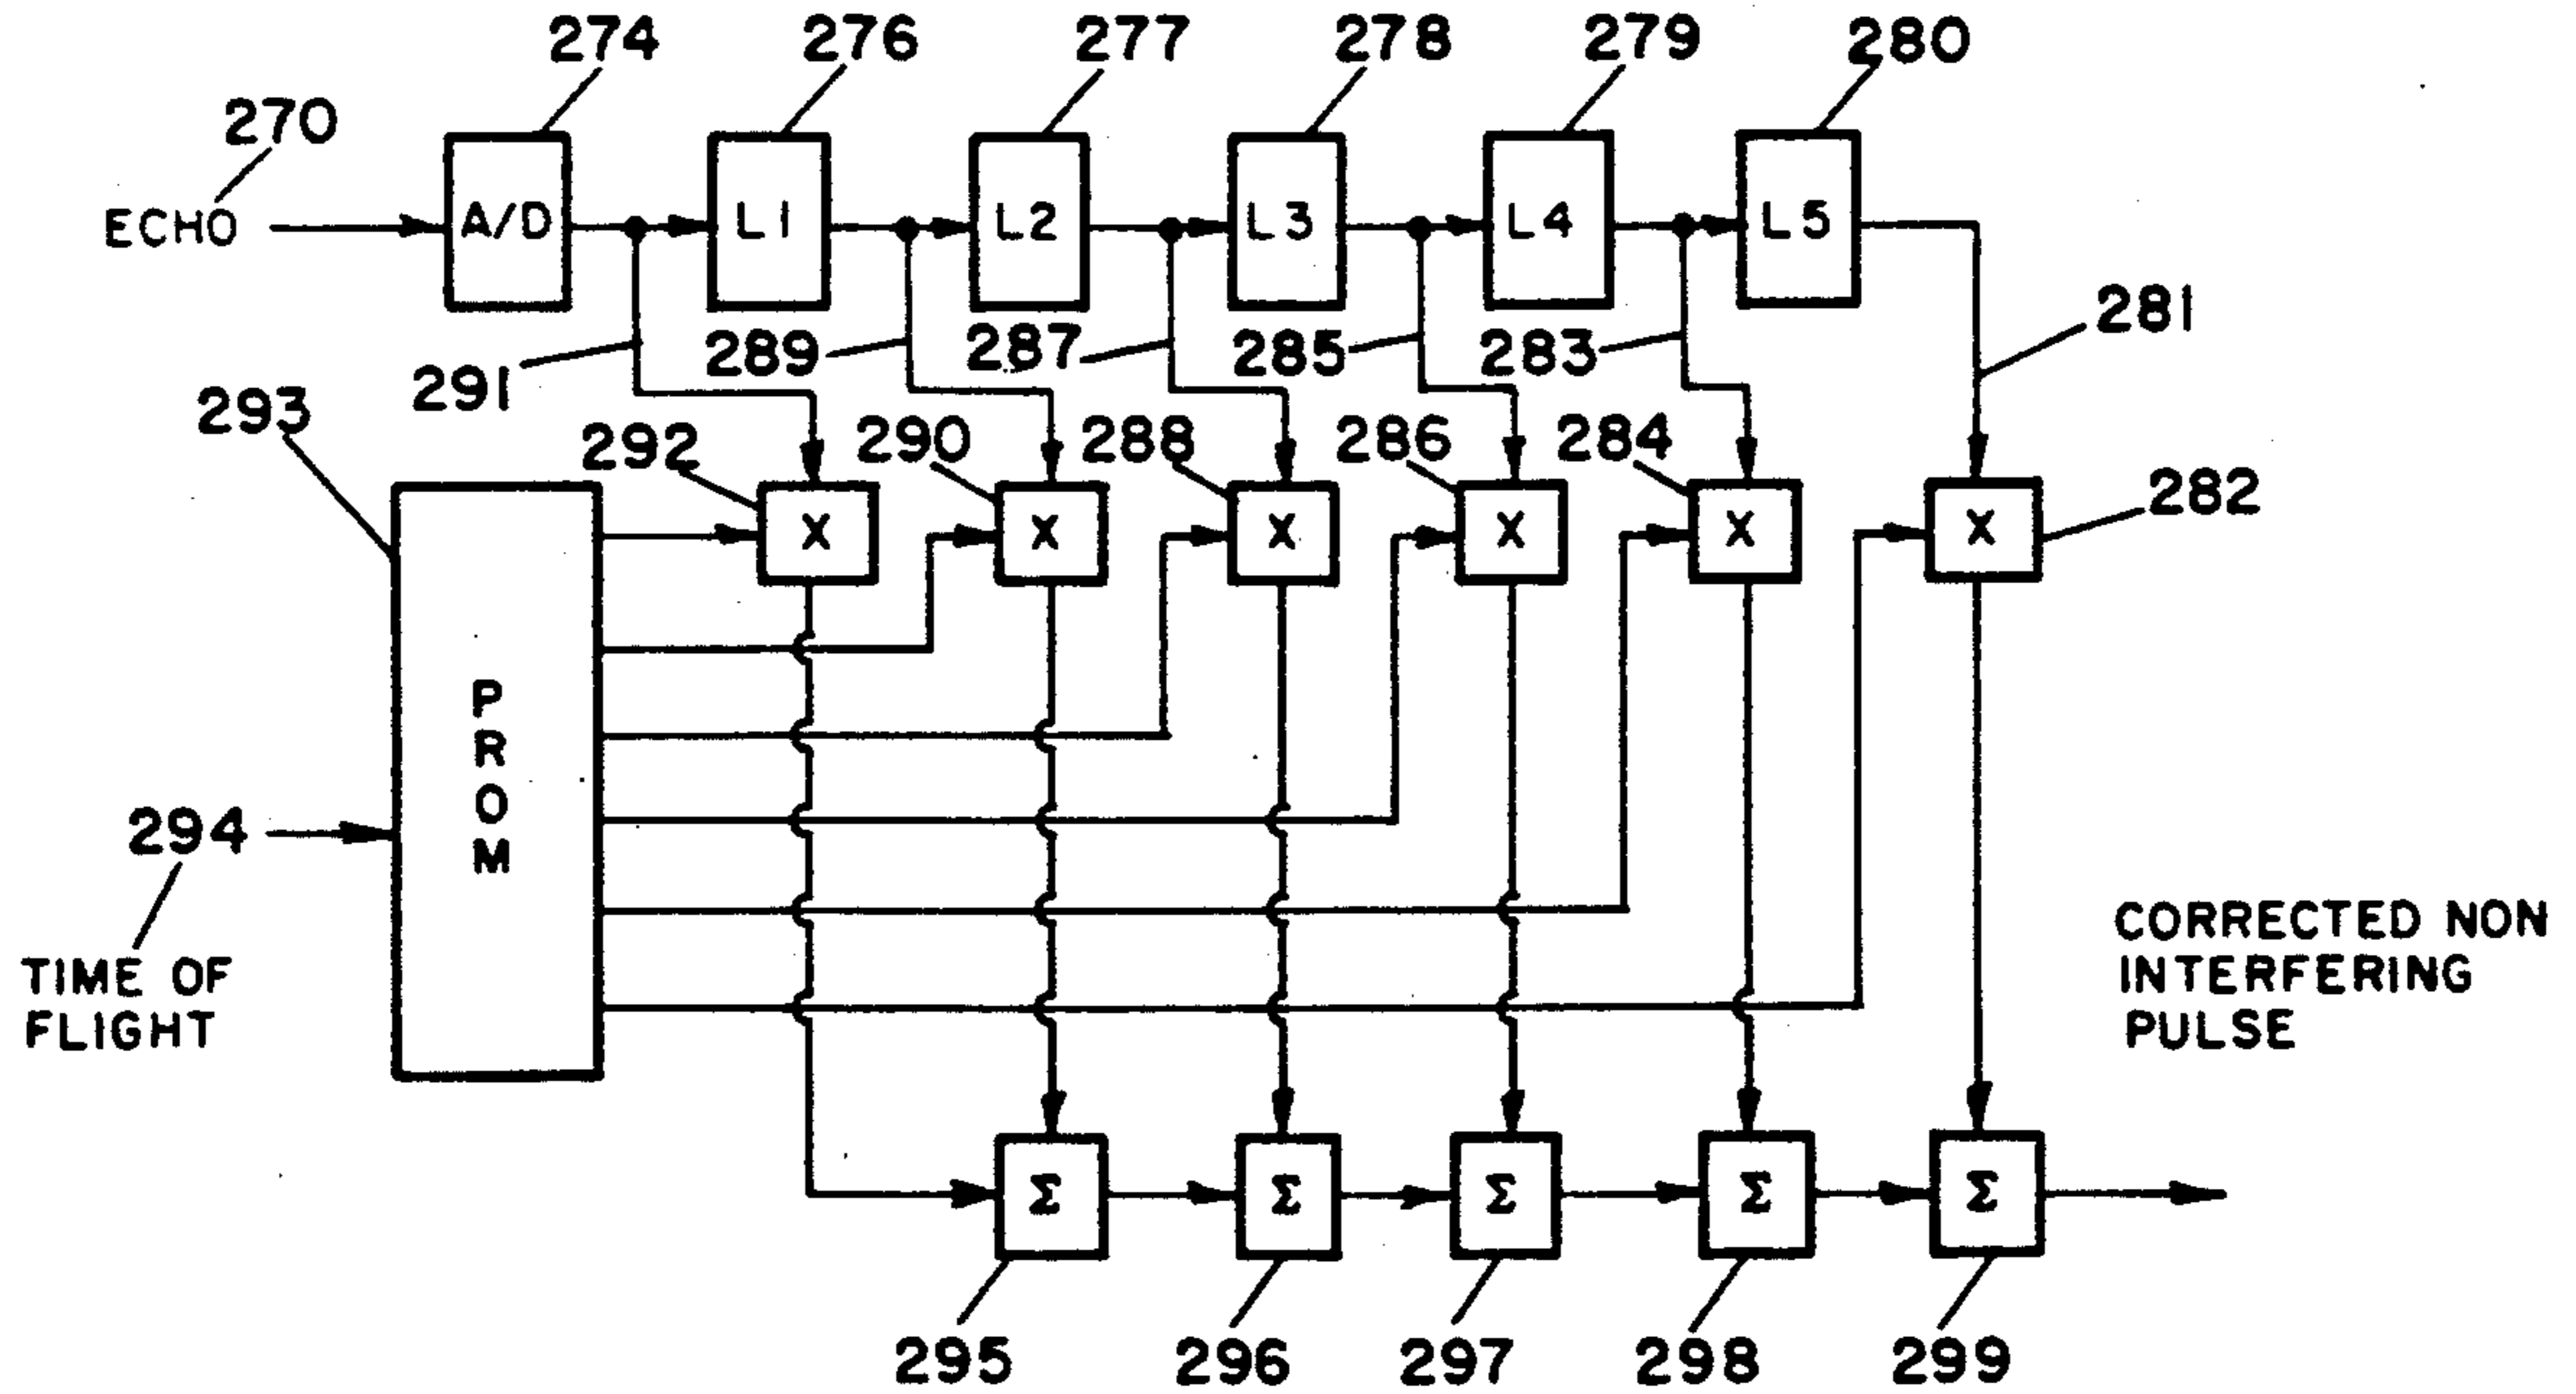 274 276 277 278 279 280
270
ECHO A/D L1 L2 L3 L4 L5
291 289 287 285 283 281
293 292 290 288 286 284 282
X X X X X X
PROM
294
TIME OF
FLIGHT
CORRECTED NON
INTERFERING
PULSE
Σ Σ Σ Σ Σ
295 296 297 298 299